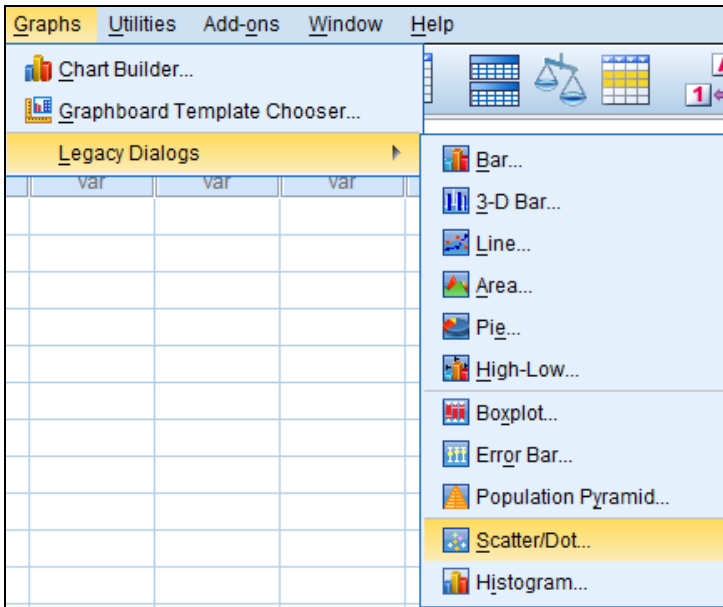 Graphs Utilities Add-ons Window Help
Chart Builder...
Graphboard Template Chooser...
1
Legacy Dialogs
var var var
Bar...
3-D Bar...
Line...
Area...
Pie...
High-Low...
Boxplot...
Error Bar...
Population Pyramid...
Scatter/Dot...
Histogram...